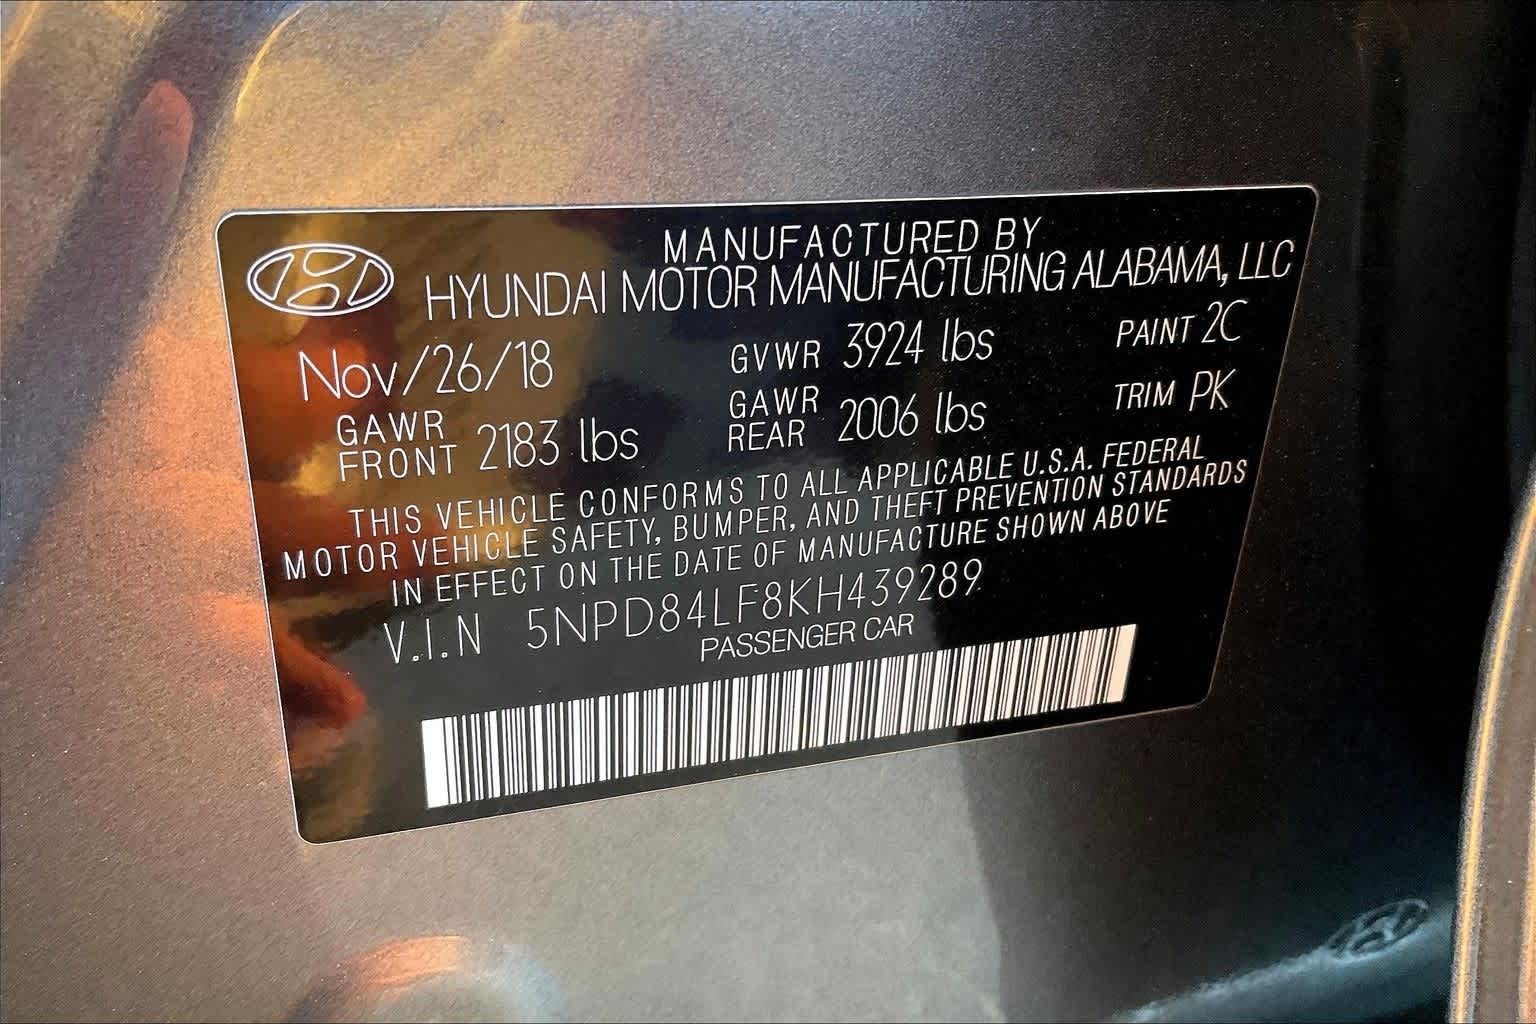 MANUFACTURED BY
HYUNDAI MOTOR MANUFACTURING ALABAMA, LLC
Nov/26/18 GVWR 3924 lbs PAINT 2C
GAWR FRONT 2183 lbs GAWR REAR 2006 lbs TRIM PK
THIS VEHICLE CONFORMS TO ALL APPLICABLE U.S.A. FEDERAL
MOTOR VEHICLE SAFETY, BUMPER, AND THEFT PREVENTION STANDARDS
IN EFFECT ON THE DATE OF MANUFACTURE SHOWN ABOVE
V.I.N 5NPD84LF8KH439289
PASSENGER CAR